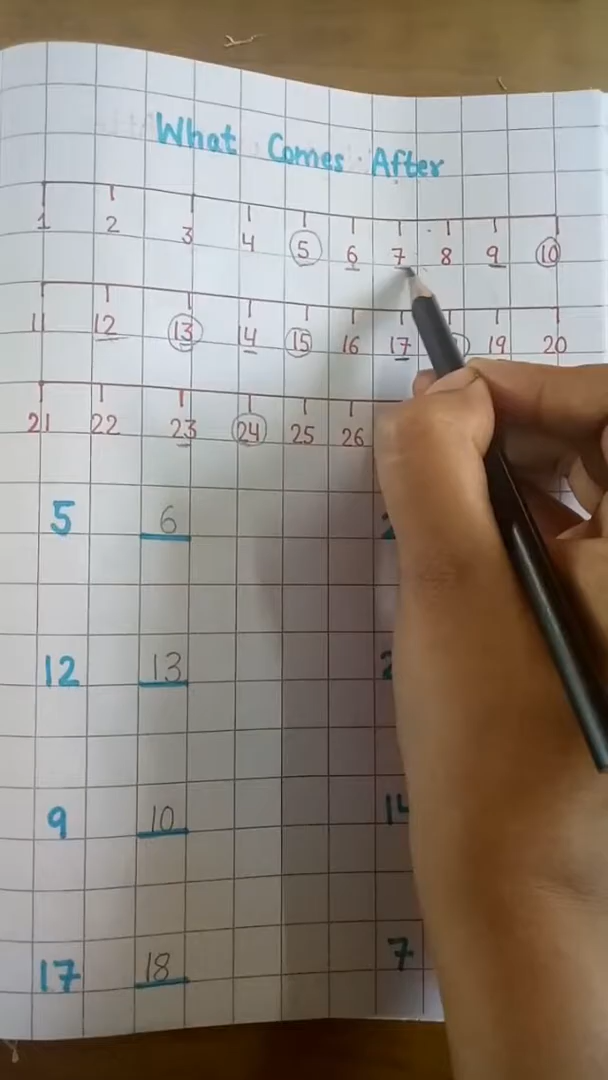 What Comes After
1 2 3 4 5 6 7 8 9 10
11 12 13 14 15 16 17 19 20
21 22 23 24 25 26
5 6
12 13
9 10 14
17 18 7